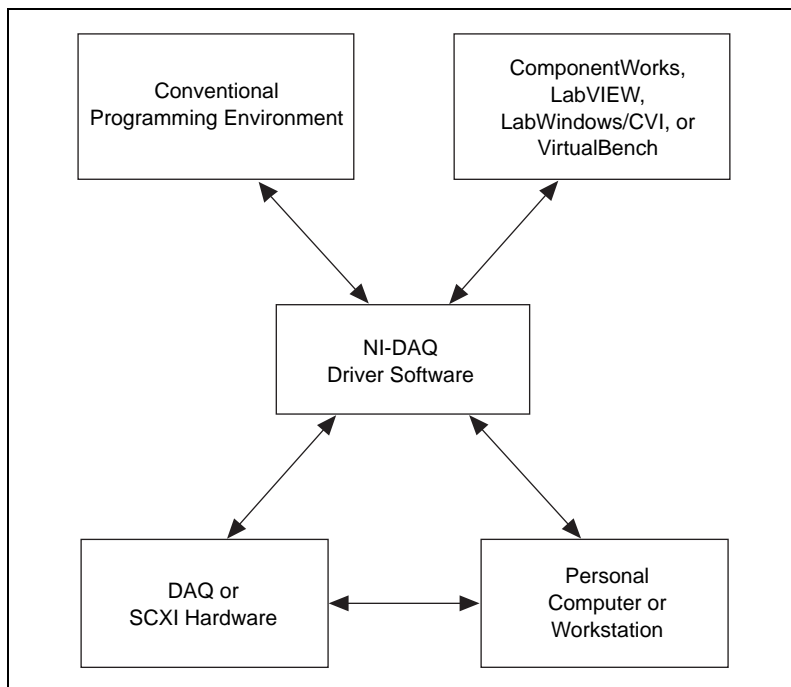 Conventional
Programming Environment
ComponentWorks,
LabVIEW,
LabWindows/CVI, or
VirtualBench
NI-DAQ
Driver Software
DAQ or
SCXI Hardware
Personal
Computer or
Workstation